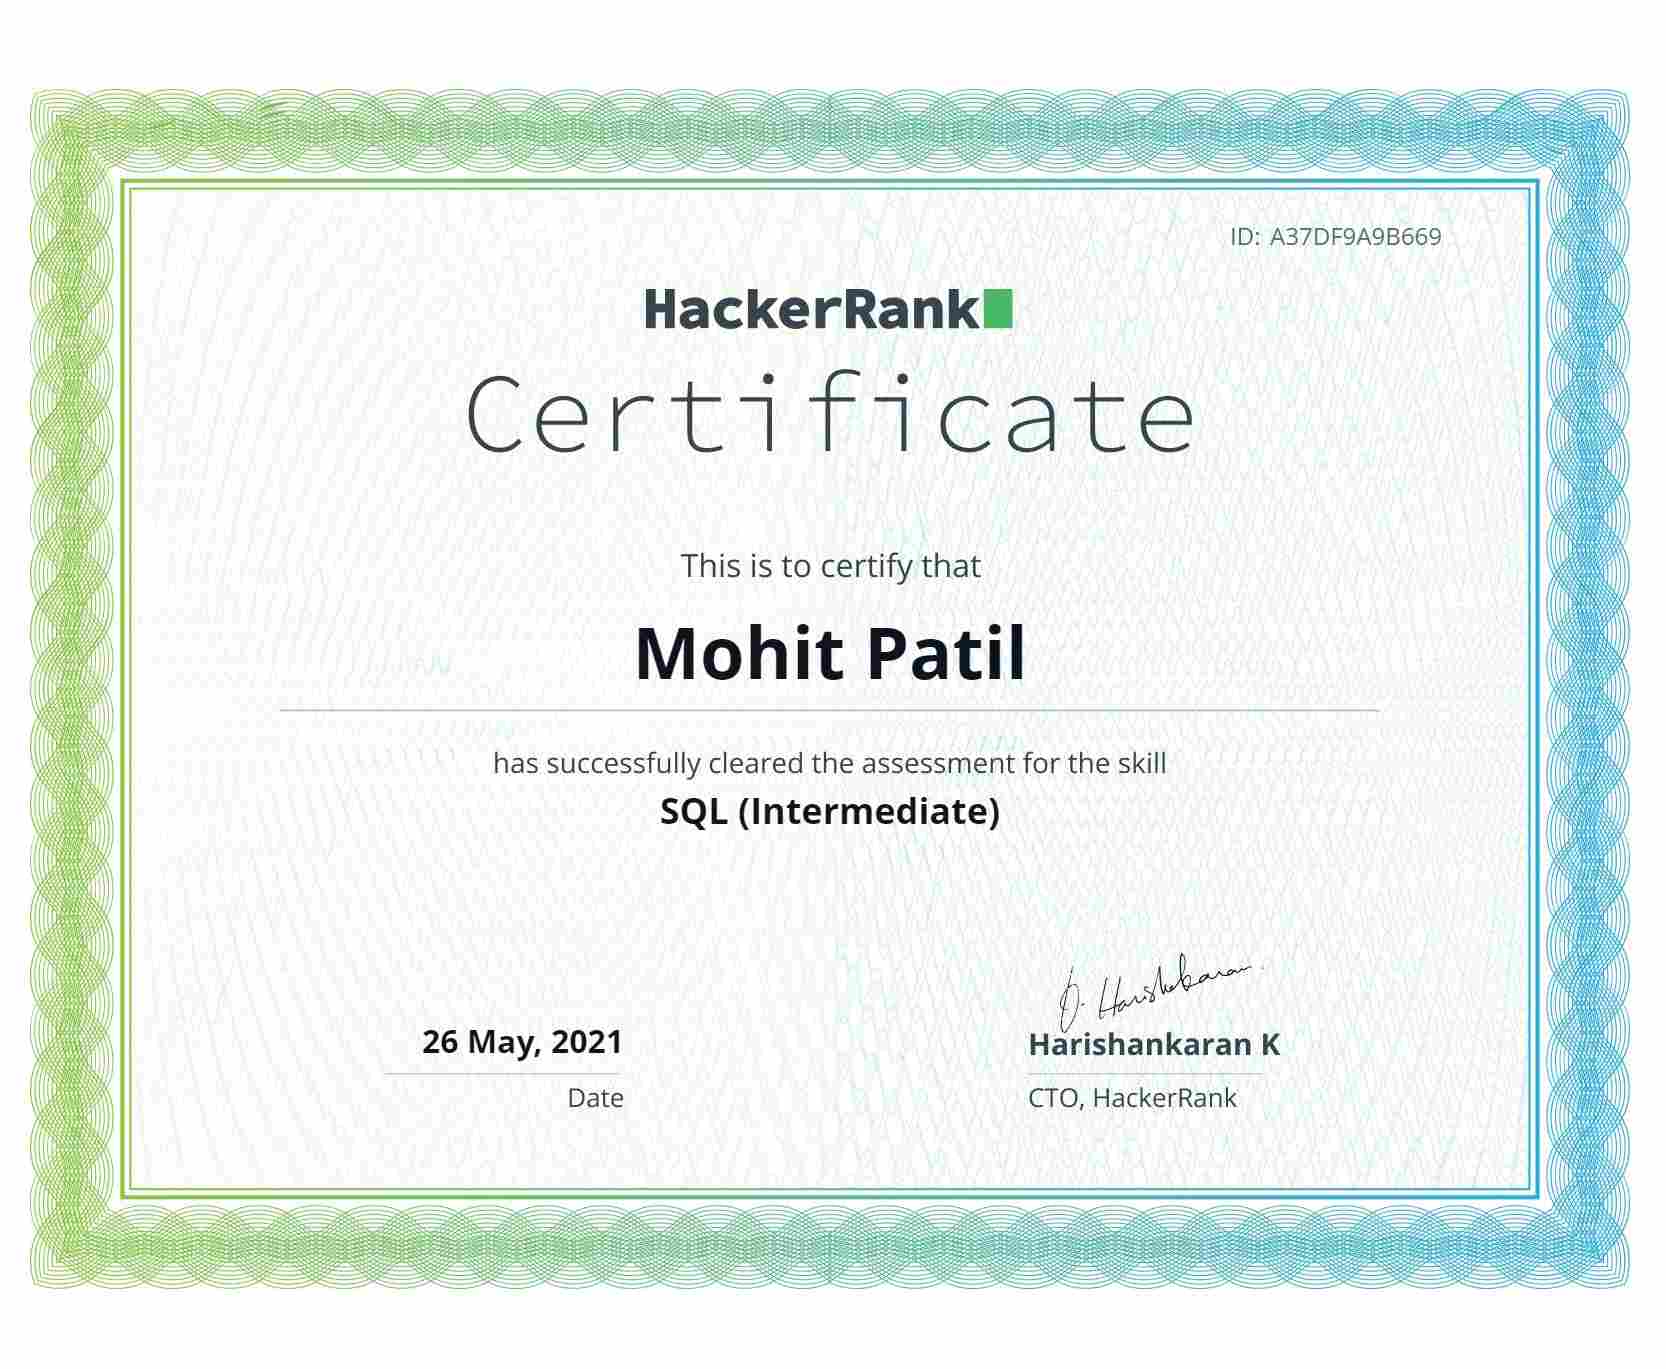 ID: A37DF9A9B669
HackerRank
Certificate
This is to certify that
Mohit Patil
has successfully cleared the assessment for the skill
SQL (Intermediate)
D. Harishankaran
26 May, 2021
Harishankaran K
Date
CTO, HackerRank